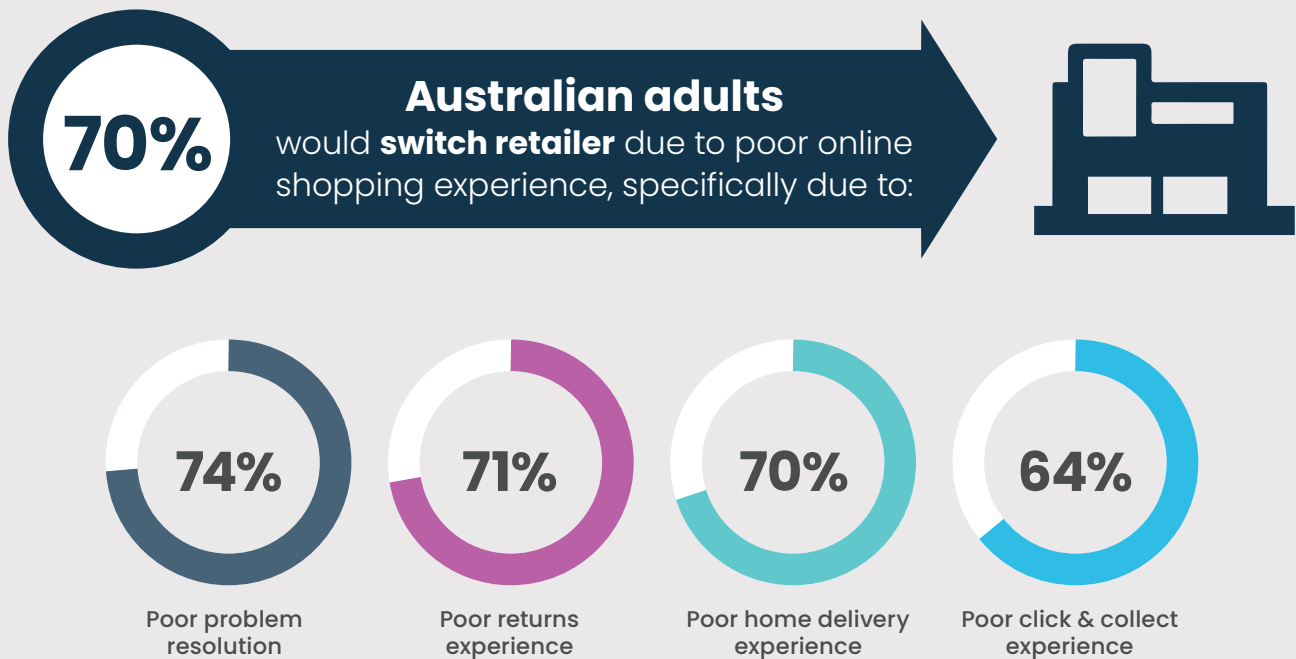 70%
Australian adults
would switch retailer due to poor online
shopping experience, specifically due to:
74%
71%
70%
64%
Poor problem
resolution
Poor returns
experience
Poor home delivery
experience
Poor click & collect
experience